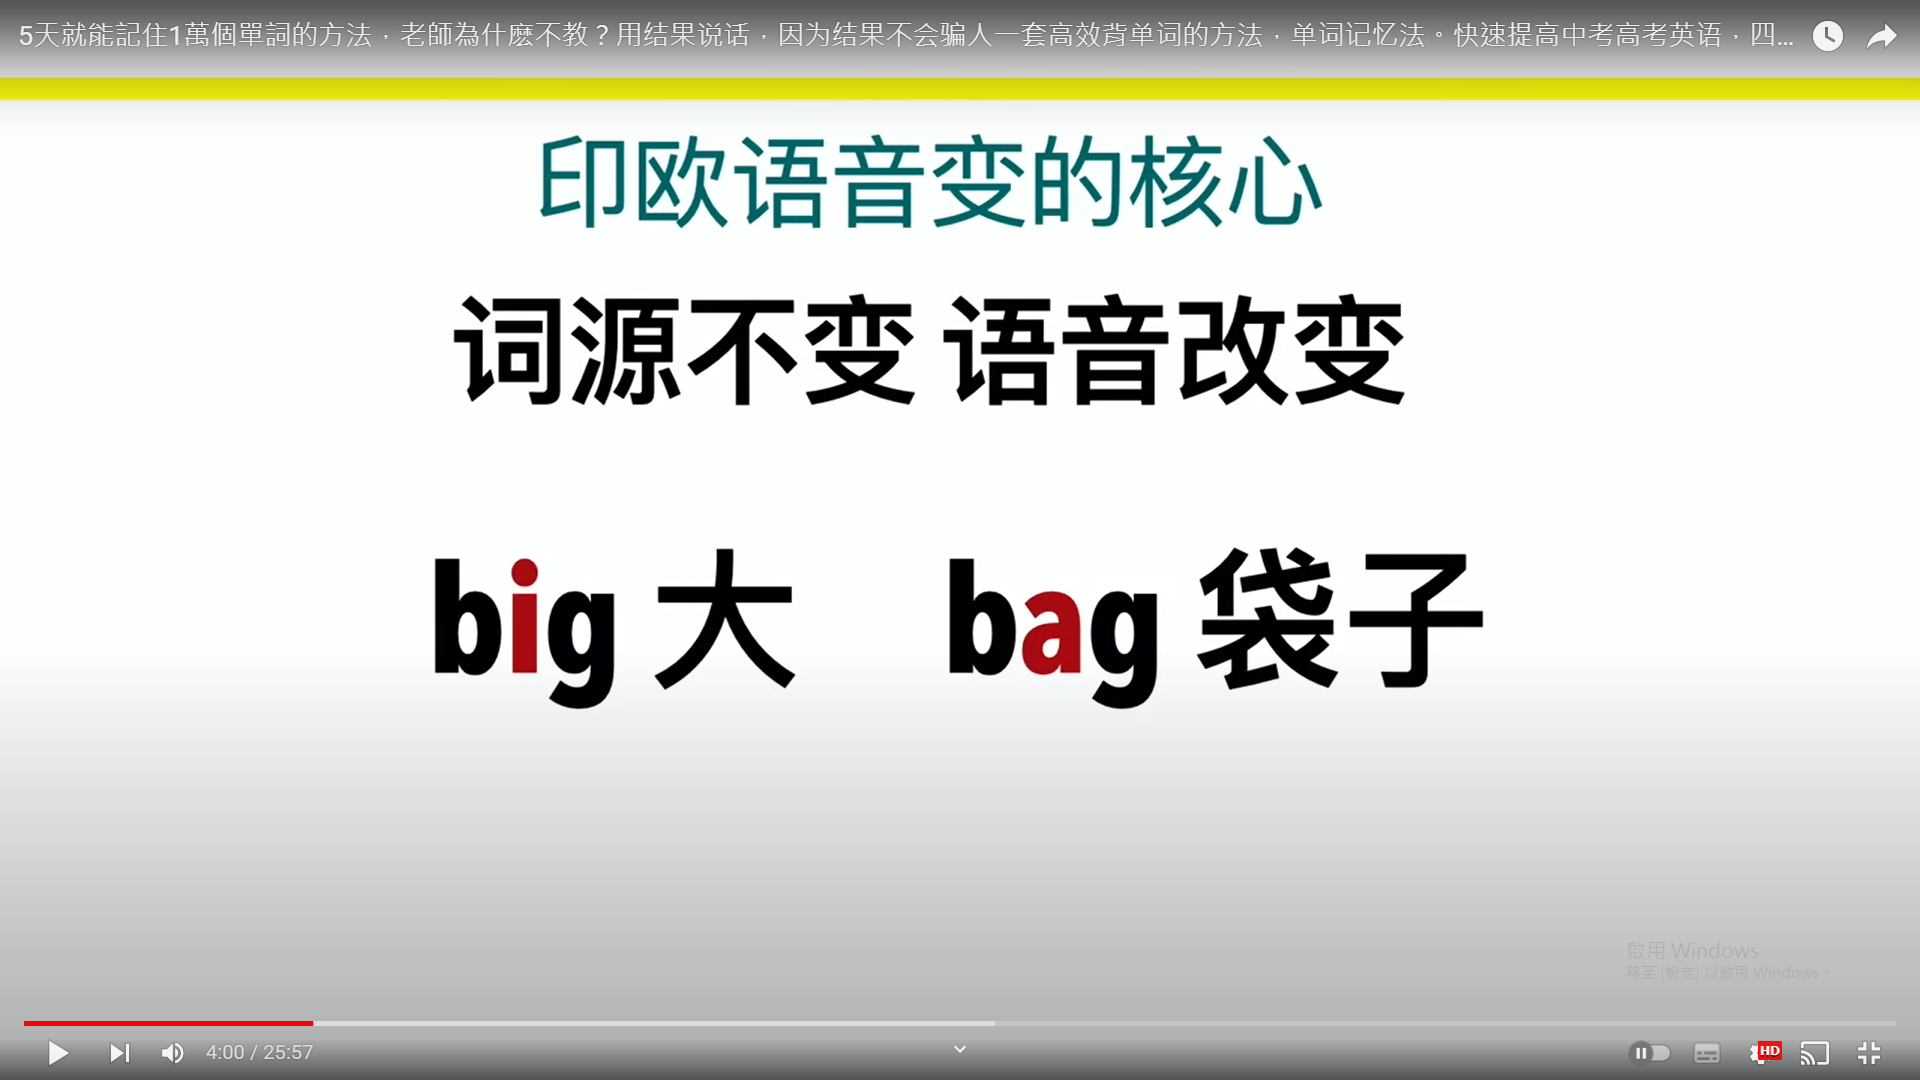 5天就能記住1萬個單詞的方法，老師為什麼不教？用结果说话，因为结果不会骗人一套高效背单词的方法，单词记忆法。快速提高中考高考英语，四...
印欧语音变的核心
词源不变 语音改变
big 大 bag 袋子
啟用 Windows
移至 [設定] 以啟用 Windows。
4:00 / 25:57
HD